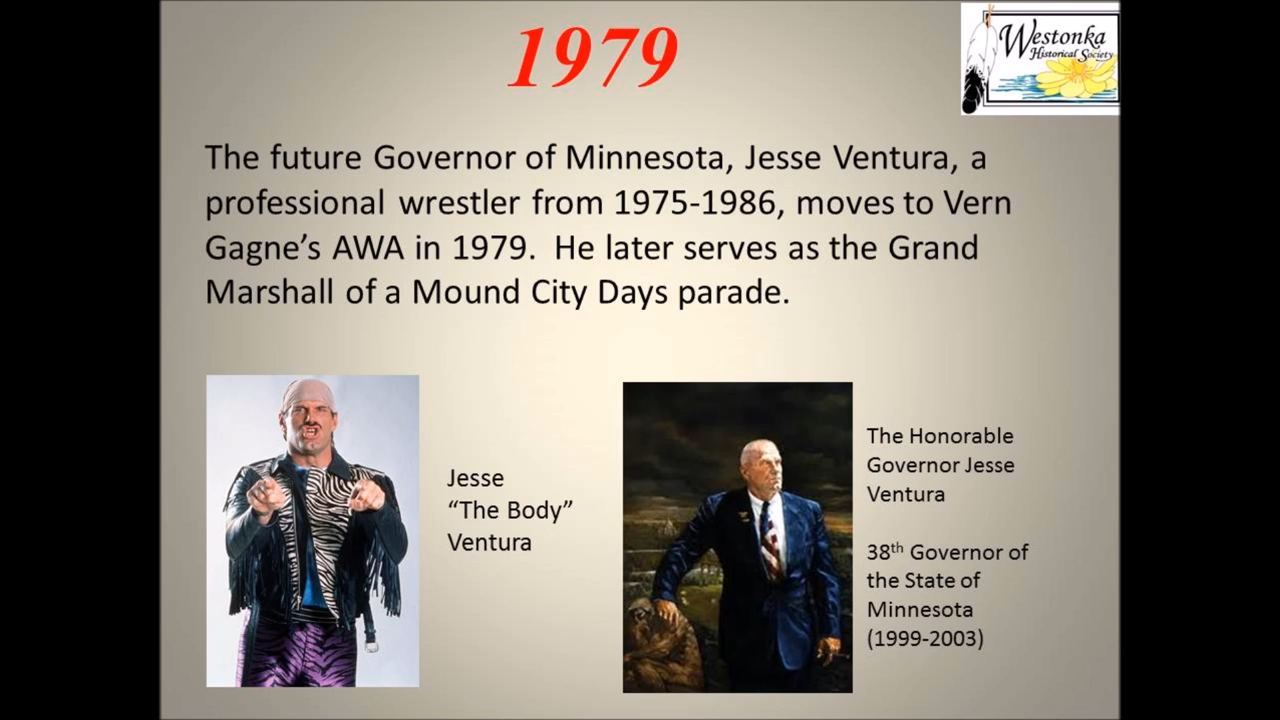 1979
Westonka
Historical Society
The future Governor of Minnesota, Jesse Ventura, a
professional wrestler from 1975-1986, moves to Vern
Gagne’s AWA in 1979.  He later serves as the Grand
Marshall of a Mound City Days parade.
Jesse
“The Body”
Ventura
The Honorable
Governor Jesse
Ventura
38th Governor of
the State of
Minnesota
(1999-2003)